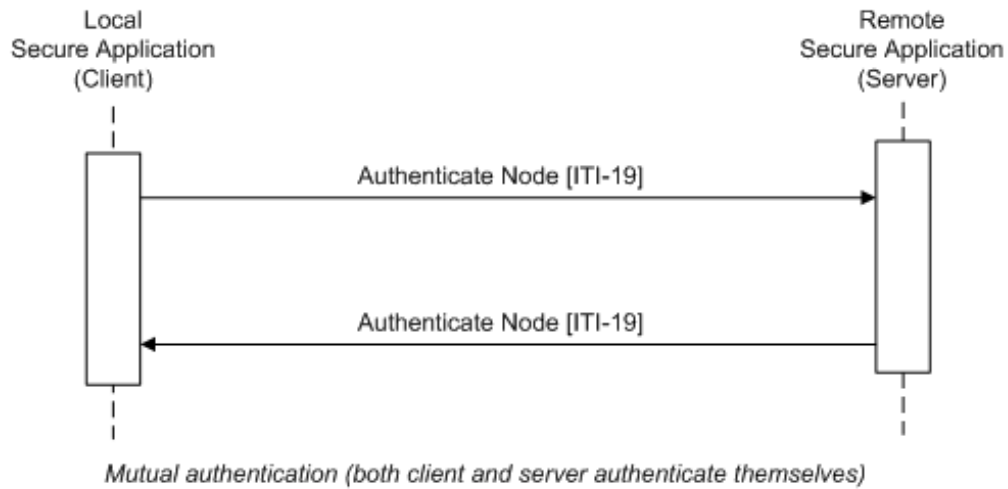 Local
Secure Application
(Client)
Remote
Secure Application
(Server)
Authenticate Node [ITI-19]
Authenticate Node [ITI-19]
Mutual authentication (both client and server authenticate themselves)